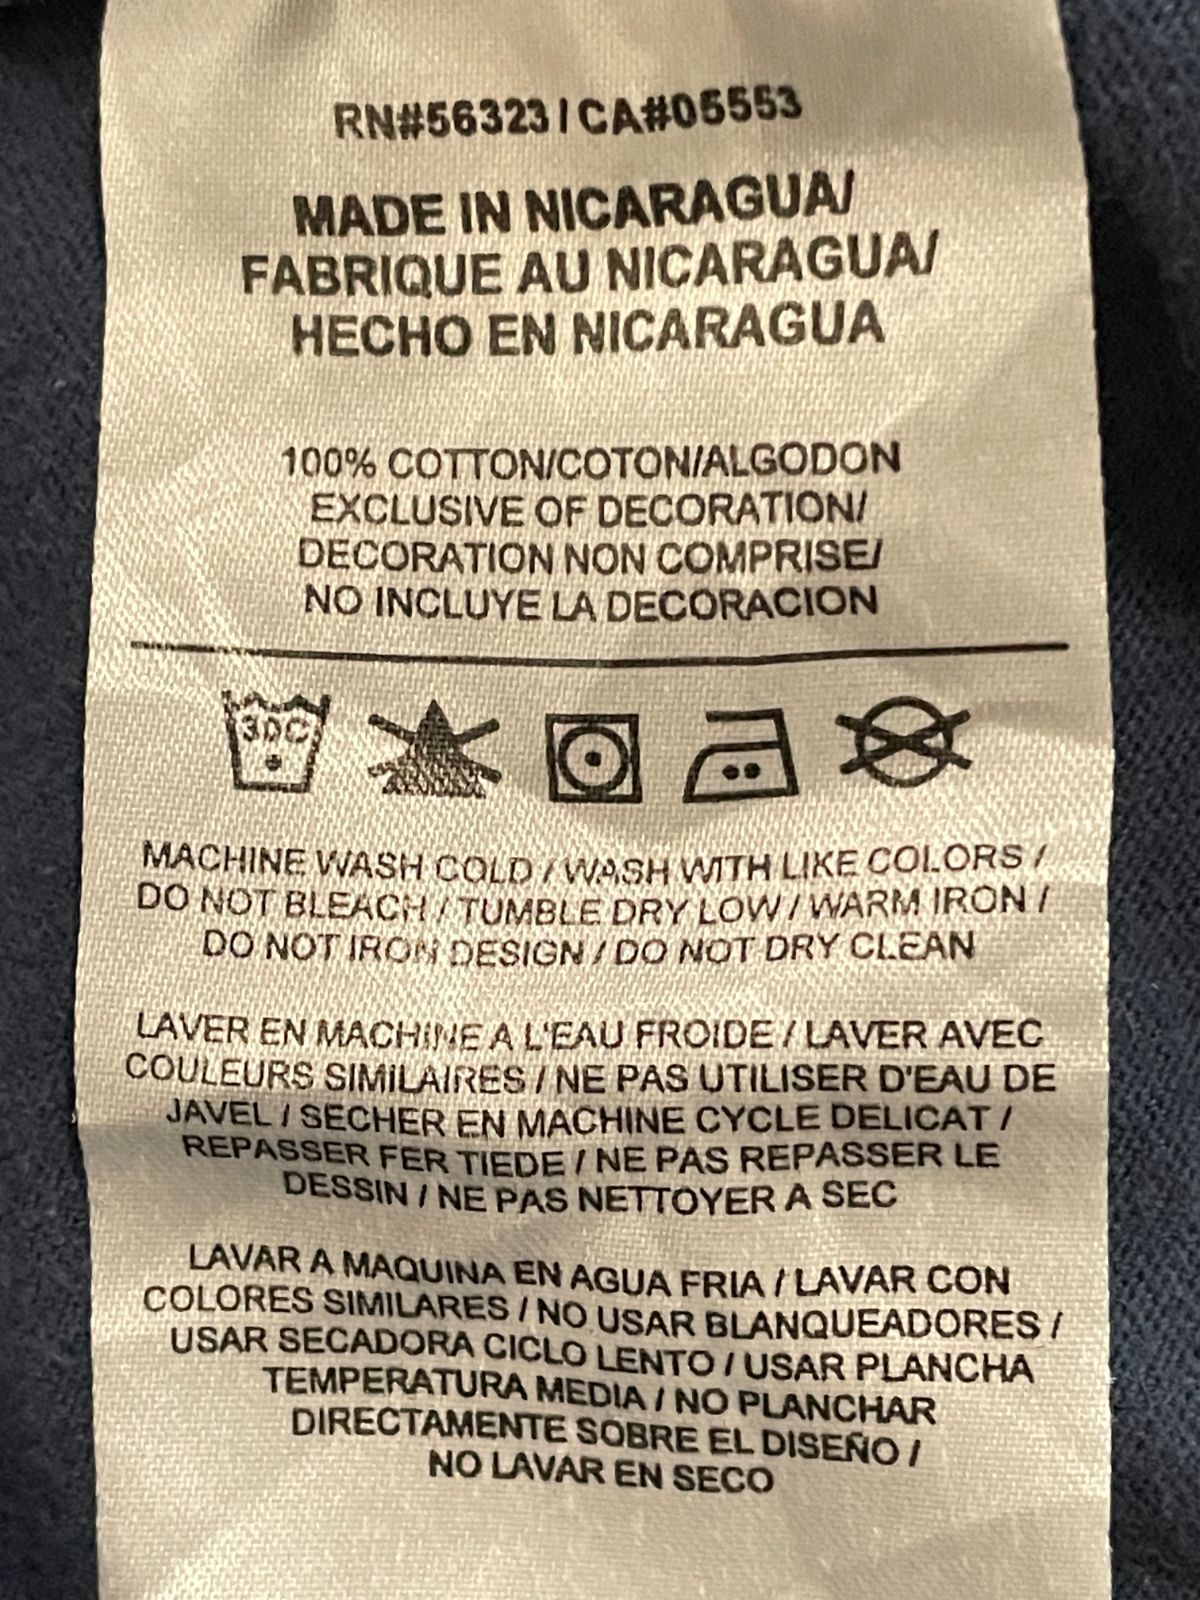 RN#56323 | CA#05553
MADE IN NICARAGUA/
FABRIQUE AU NICARAGUA/
HECHO EN NICARAGUA
100% COTTON/COTON/ALGODON
EXCLUSIVE OF DECORATION/
DECORATION NON COMPRISE/
NO INCLUYE LA DECORACION
30C
MACHINE WASH COLD / WASH WITH LIKE COLORS /
DO NOT BLEACH / TUMBLE DRY LOW / WARM IRON /
DO NOT IRON DESIGN / DO NOT DRY CLEAN
LAVER EN MACHINE A L'EAU FROIDE / LAVER AVEC
COULEURS SIMILAIRES / NE PAS UTILISER D'EAU DE
JAVEL / SECHER EN MACHINE CYCLE DELICAT /
REPASSER FER TIEDE / NE PAS REPASSER LE
DESSIN / NE PAS NETTOYER A SEC
LAVAR A MAQUINA EN AGUA FRIA / LAVAR CON
COLORES SIMILARES / NO USAR BLANQUEADORES /
USAR SECADORA CICLO LENTO / USAR PLANCHA
TEMPERATURA MEDIA / NO PLANCHAR
DIRECTAMENTE SOBRE EL DISEÑO /
NO LAVAR EN SECO